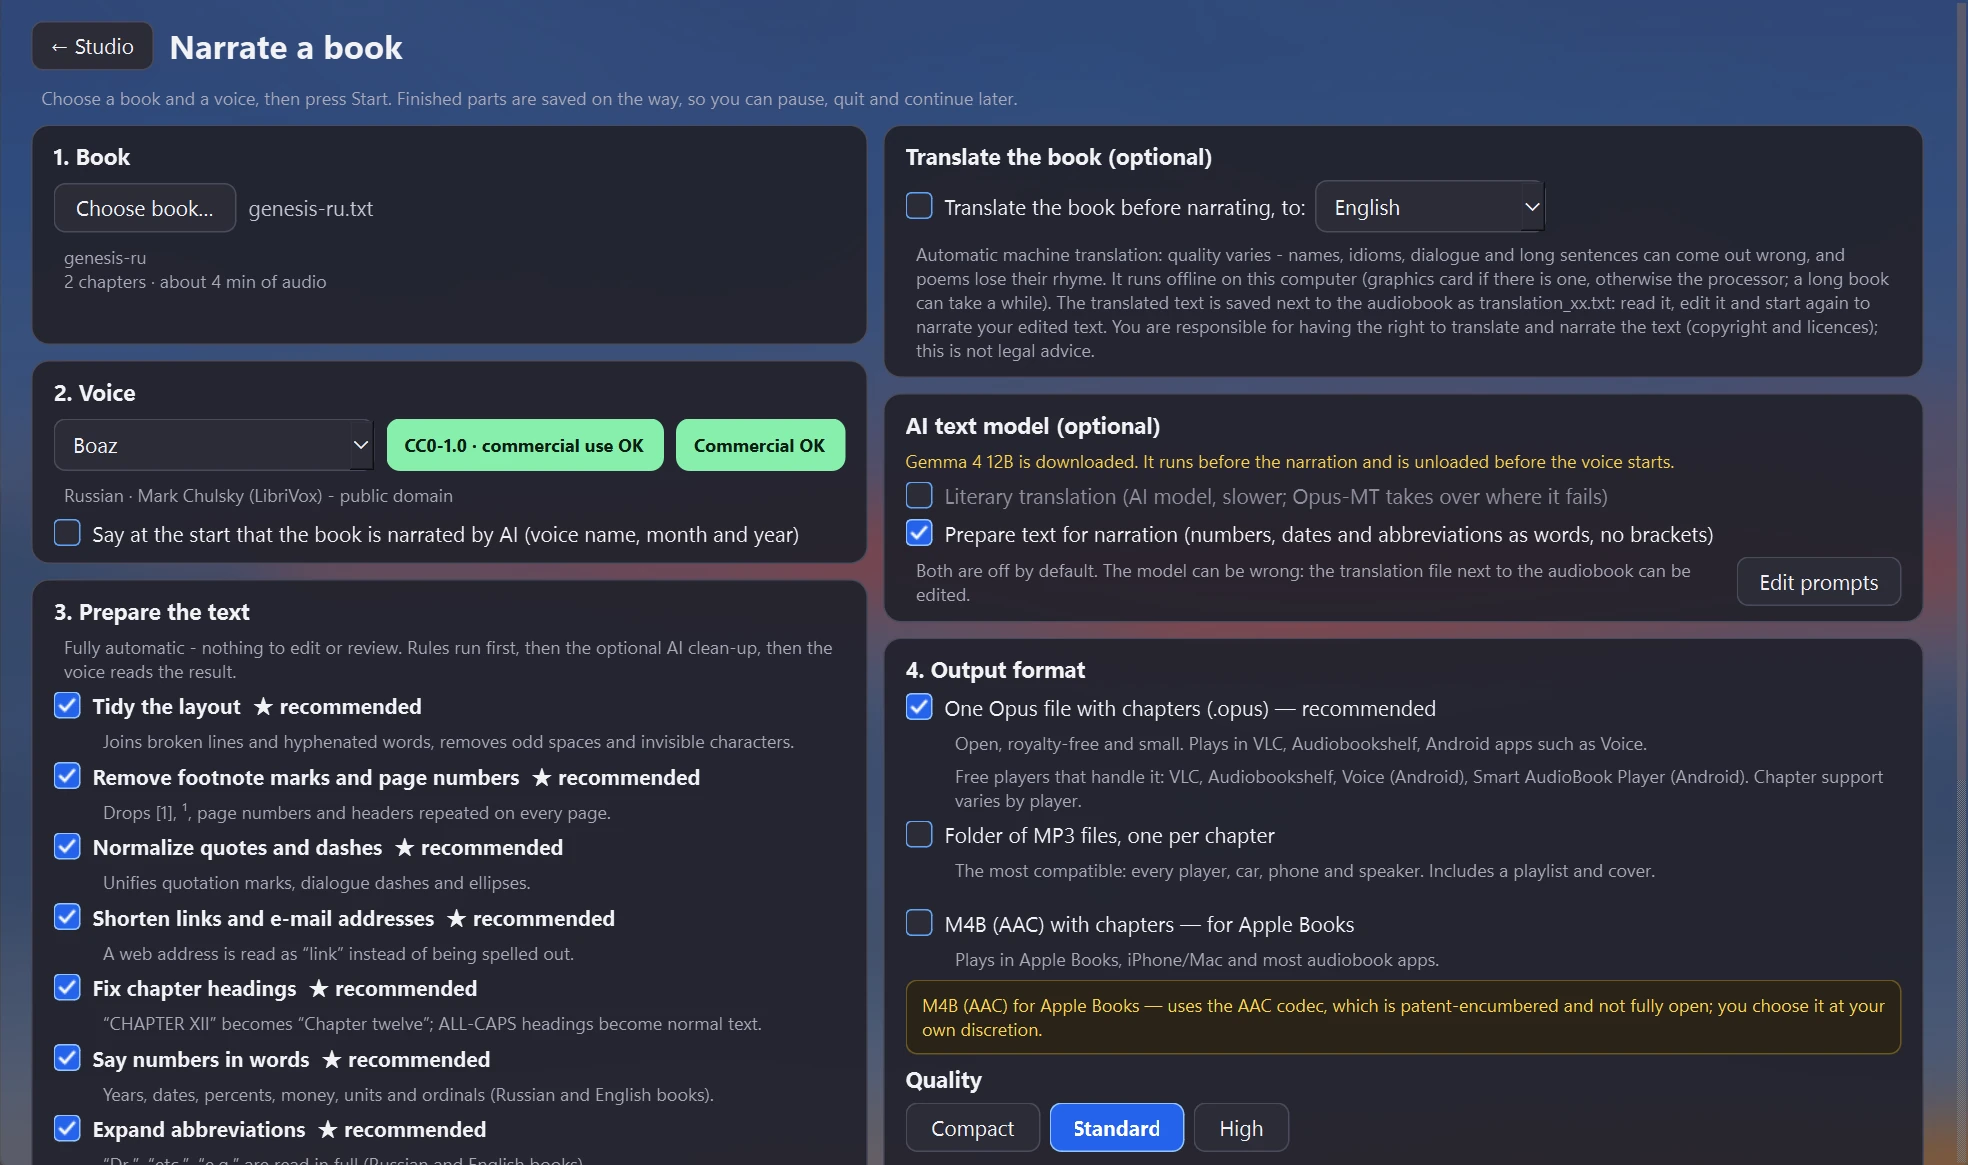 ← Studio
Narrate a book
Choose a book and a voice, then press Start. Finished parts are saved on the way, so you can pause, quit and continue later.
1. Book
Choose book...
genesis-ru.txt
genesis-ru
2 chapters · about 4 min of audio
2. Voice
Boaz
CC0-1.0 · commercial use OK
Commercial OK
Russian · Mark Chulsky (LibriVox) - public domain
Say at the start that the book is narrated by AI (voice name, month and year)
3. Prepare the text
Fully automatic - nothing to edit or review. Rules run first, then the optional AI clean-up, then the
voice reads the result.
Tidy the layout ★ recommended
Joins broken lines and hyphenated words, removes odd spaces and invisible characters.
Remove footnote marks and page numbers ★ recommended
Drops [1], ¹, page numbers and headers repeated on every page.
Normalize quotes and dashes ★ recommended
Unifies quotation marks, dialogue dashes and ellipses.
Shorten links and e-mail addresses ★ recommended
A web address is read as “link” instead of being spelled out.
Fix chapter headings ★ recommended
“CHAPTER XII” becomes “Chapter twelve”; ALL-CAPS headings become normal text.
Say numbers in words ★ recommended
Years, dates, percents, money, units and ordinals (Russian and English books).
Expand abbreviations ★ recommended
“Dr.”, “etc.”, “e.g.” are read in full (Russian and English books).
Translate the book (optional)
Translate the book before narrating, to:
English
Automatic machine translation: quality varies - names, idioms, dialogue and long sentences can come out wrong, and
poems lose their rhyme. It runs offline on this computer (graphics card if there is one, otherwise the processor; a long book
can take a while). The translated text is saved next to the audiobook as translation_xx.txt: read it, edit it and start again to
narrate your edited text. You are responsible for having the right to translate and narrate the text (copyright and licences);
this is not legal advice.
AI text model (optional)
Gemma 4 12B is downloaded. It runs before the narration and is unloaded before the voice starts.
Literary translation (AI model, slower; Opus-MT takes over where it fails)
Prepare text for narration (numbers, dates and abbreviations as words, no brackets)
Both are off by default. The model can be wrong: the translation file next to the audiobook can be
edited.
Edit prompts
4. Output format
One Opus file with chapters (.opus) — recommended
Open, royalty-free and small. Plays in VLC, Audiobookshelf, Android apps such as Voice.
Free players that handle it: VLC, Audiobookshelf, Voice (Android), Smart AudioBook Player (Android). Chapter support
varies by player.
Folder of MP3 files, one per chapter
The most compatible: every player, car, phone and speaker. Includes a playlist and cover.
M4B (AAC) with chapters — for Apple Books
Plays in Apple Books, iPhone/Mac and most audiobook apps.
M4B (AAC) for Apple Books — uses the AAC codec, which is patent-encumbered and not fully open; you choose it at your
own discretion.
Quality
Compact
Standard
High